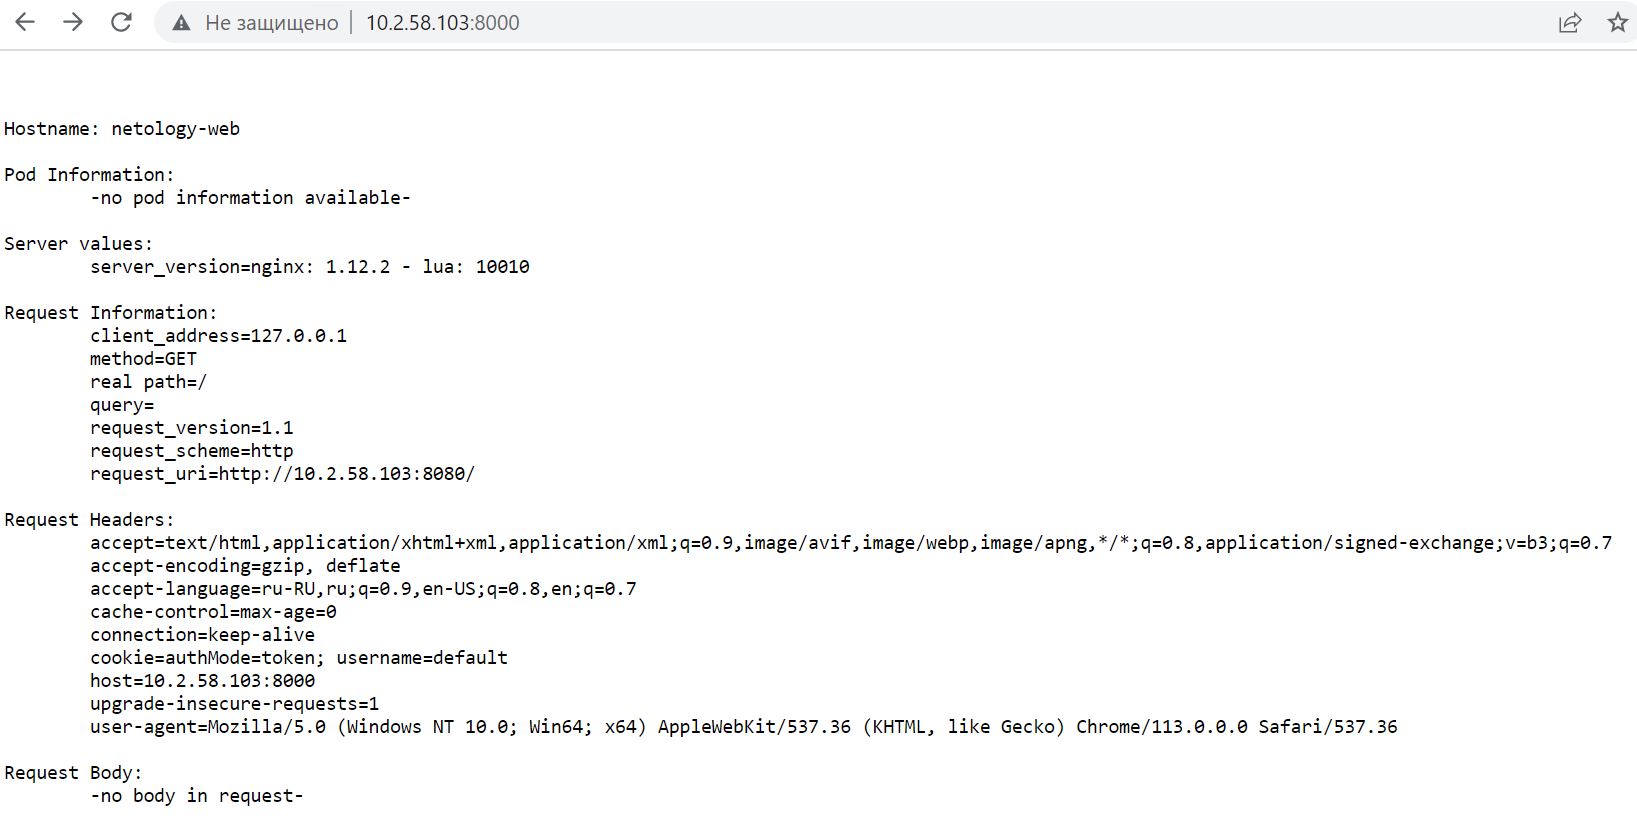 Не защищено | 10.2.58.103:8000
Hostname: netology-web
Pod Information:
-no pod information available-
Server values:
server_version=nginx: 1.12.2 - lua: 10010
Request Information:
client_address=127.0.0.1
method=GET
real path=/
query=
request_version=1.1
request_scheme=http
request_uri=http://10.2.58.103:8080/
Request Headers:
accept=text/html,application/xhtml+xml,application/xml;q=0.9,image/avif,image/webp,image/apng,*/*;q=0.8,application/signed-exchange;v=b3;q=0.7
accept-encoding=gzip, deflate
accept-language=ru-RU,ru;q=0.9,en-US;q=0.8,en;q=0.7
cache-control=max-age=0
connection=keep-alive
cookie=authMode=token; username=default
host=10.2.58.103:8000
upgrade-insecure-requests=1
user-agent=Mozilla/5.0 (Windows NT 10.0; Win64; x64) AppleWebKit/537.36 (KHTML, like Gecko) Chrome/113.0.0.0 Safari/537.36
Request Body:
-no body in request-